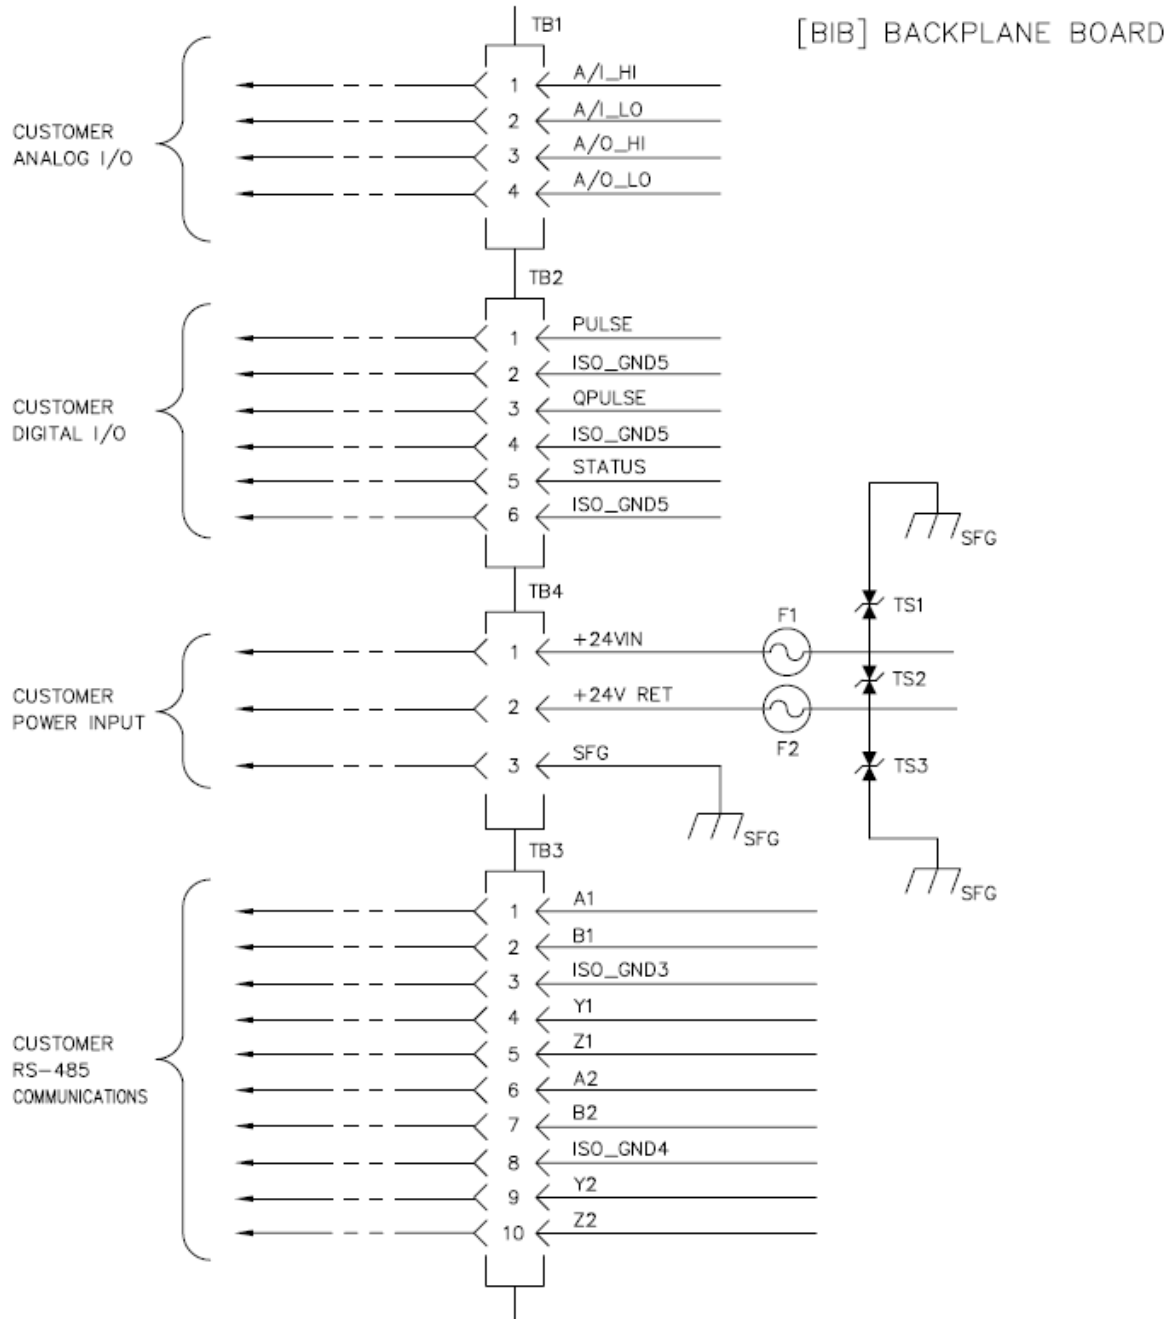 TB1
[BIB] BACKPLANE BOARD
CUSTOMER
ANALOG I/O
1 A/I_HI
2 A/I_LO
3 A/O_HI
4 A/O_LO
TB2
CUSTOMER
DIGITAL I/O
1 PULSE
2 ISO_GND5
3 QPULSE
4 ISO_GND5
5 STATUS
6 ISO_GND5
SFG
TB4
TS1
CUSTOMER
POWER INPUT
1 +24VIN F1
TS2
2 +24V RET F2
3 SFG
TS3
SFG
SFG
TB3
CUSTOMER
RS-485
COMMUNICATIONS
1 A1
2 B1
3 ISO_GND3
4 Y1
5 Z1
6 A2
7 B2
8 ISO_GND4
9 Y2
10 Z2